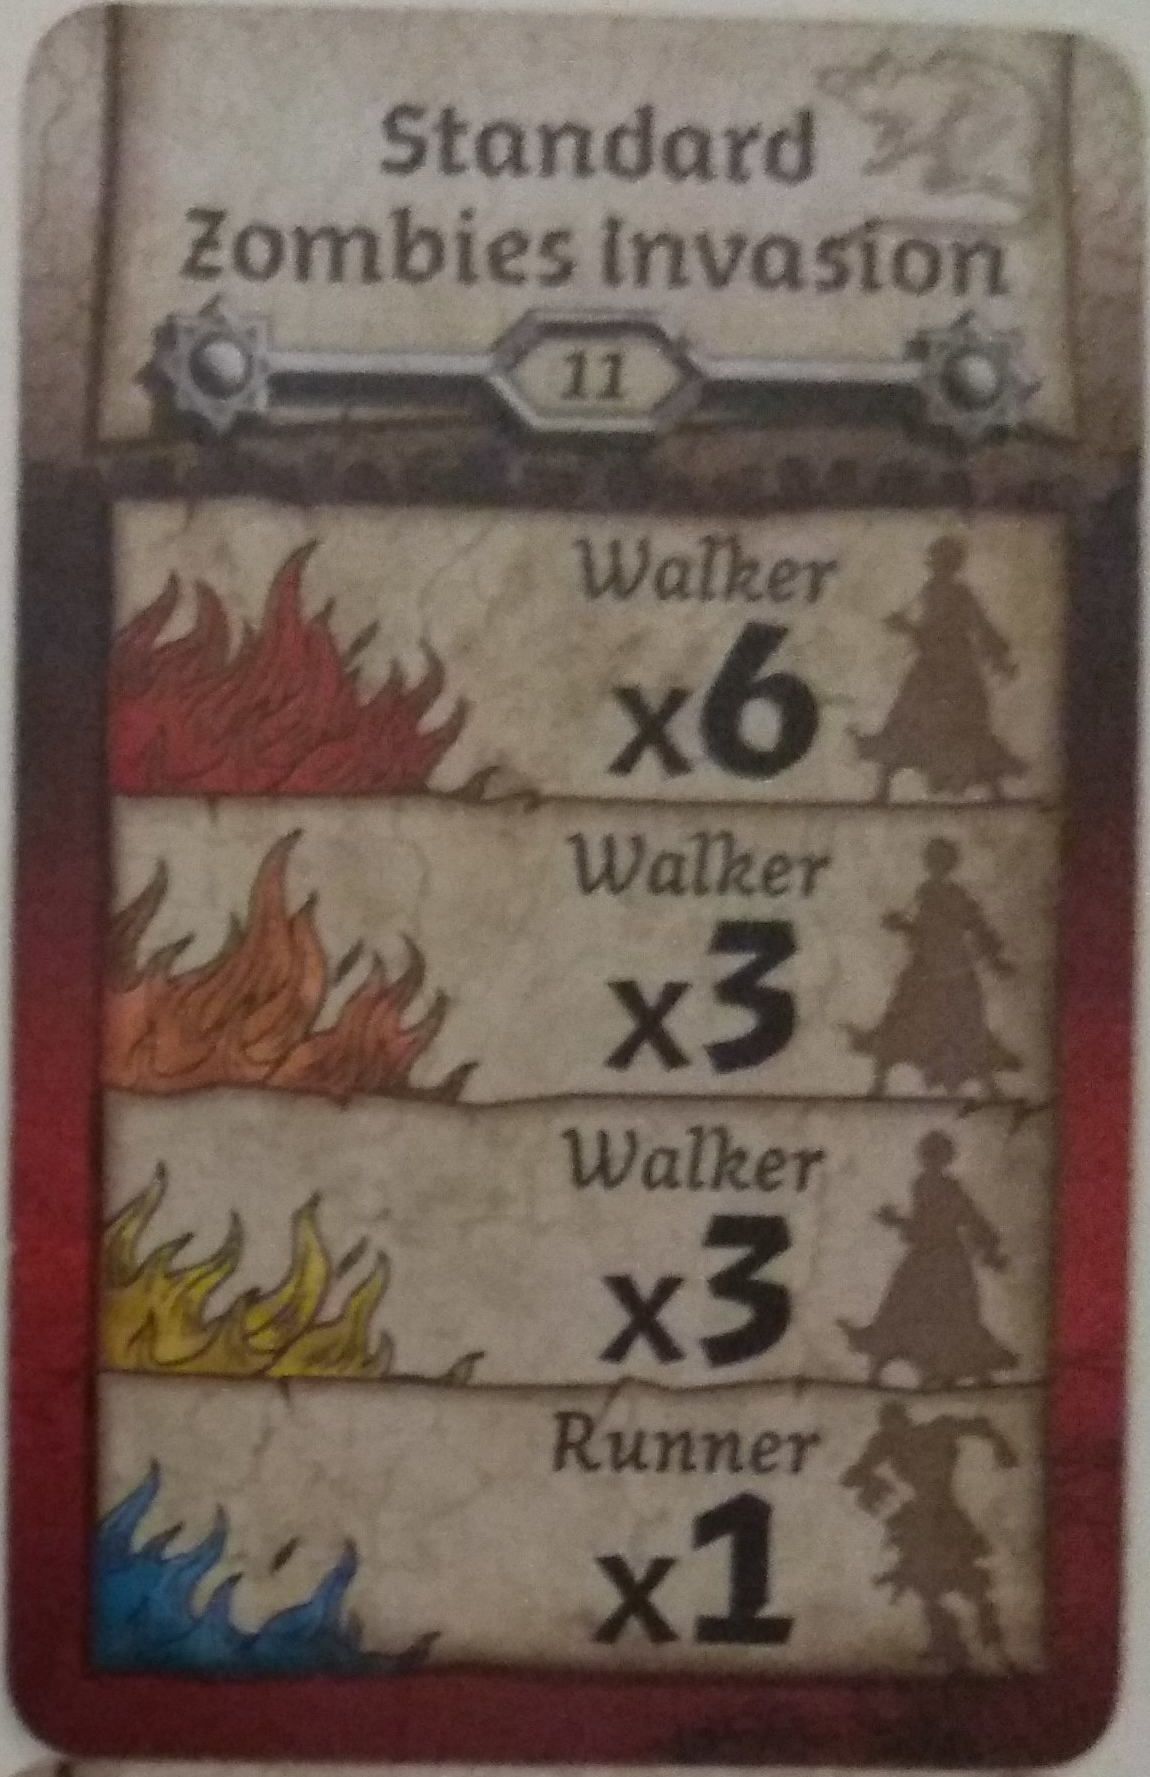 Standard
Zombies Invasion
11
Walker
x6
Walker
x3
Walker
x3
Runner
x1